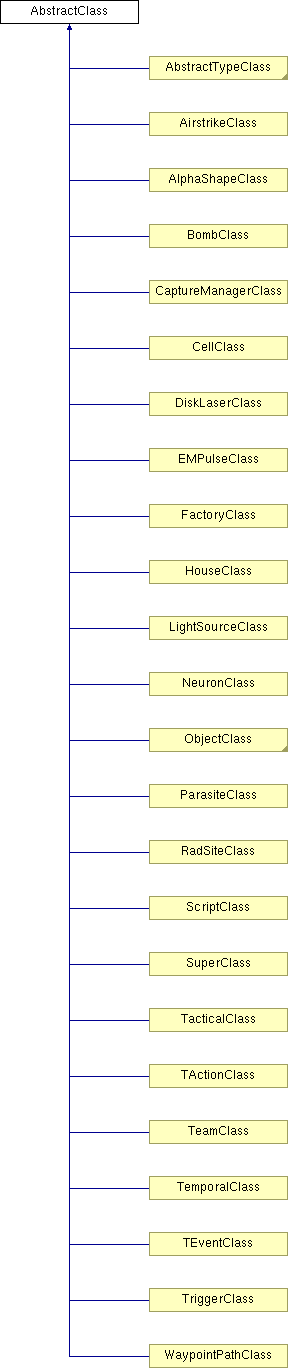 AbstractClass
AbstractTypeClass
AirstrikeClass
AlphaShapeClass
BombClass
CaptureManagerClass
CellClass
DiskLaserClass
EMPulseClass
FactoryClass
HouseClass
LightSourceClass
NeuronClass
ObjectClass
ParasiteClass
RadSiteClass
ScriptClass
SuperClass
TacticalClass
TActionClass
TeamClass
TemporalClass
TEventClass
TriggerClass
WaypointPathClass